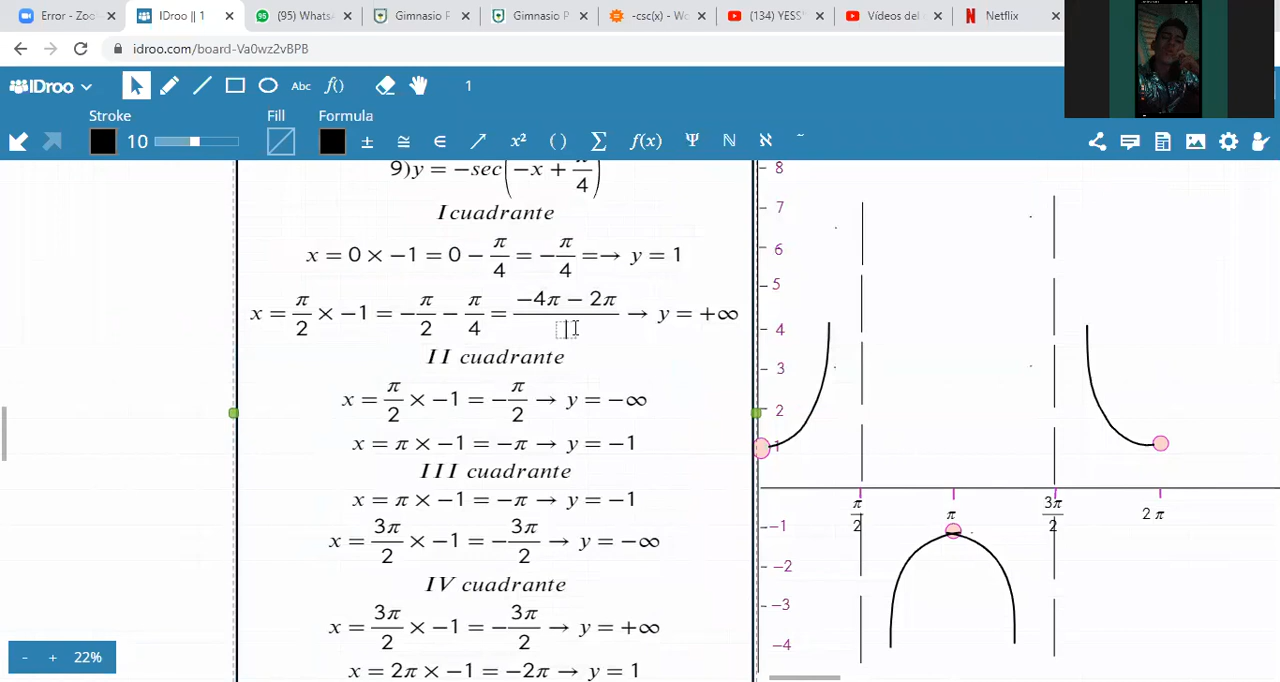 Error - Zoo
IDroo || 1
(95) Whats
Gimnasio P
Gimnasio P
-csc(x) - Wo
(134) YESS
Vídeos del
Netflix
idroo.com/board-Va0wz2vBPB
IDroo
Abc
f()
1
Stroke
Fill
Formula
10
± ≅ ∈ x² ( ) ∑ f(x) Ψ ℕ ℵ ~
9)y = −sec(−x + π/4)
I cuadrante
x = 0 × −1 = 0 − π/4 = −π/4 =→ y = 1
x = π/2 × −1 = −π/2 − π/4 = −4π − 2π/ → y = +∞
II cuadrante
x = π/2 × −1 = −π/2 → y = −∞
x = π × −1 = −π → y = −1
III cuadrante
x = π × −1 = −π → y = −1
x = 3π/2 × −1 = −3π/2 → y = −∞
IV cuadrante
x = 3π/2 × −1 = −3π/2 → y = +∞
x = 2π × −1 = −2π → y = 1
8
7
6
5
4
3
2
1
π/2
π
3π/2
2 π
−1
−2
−3
−4
- + 22%